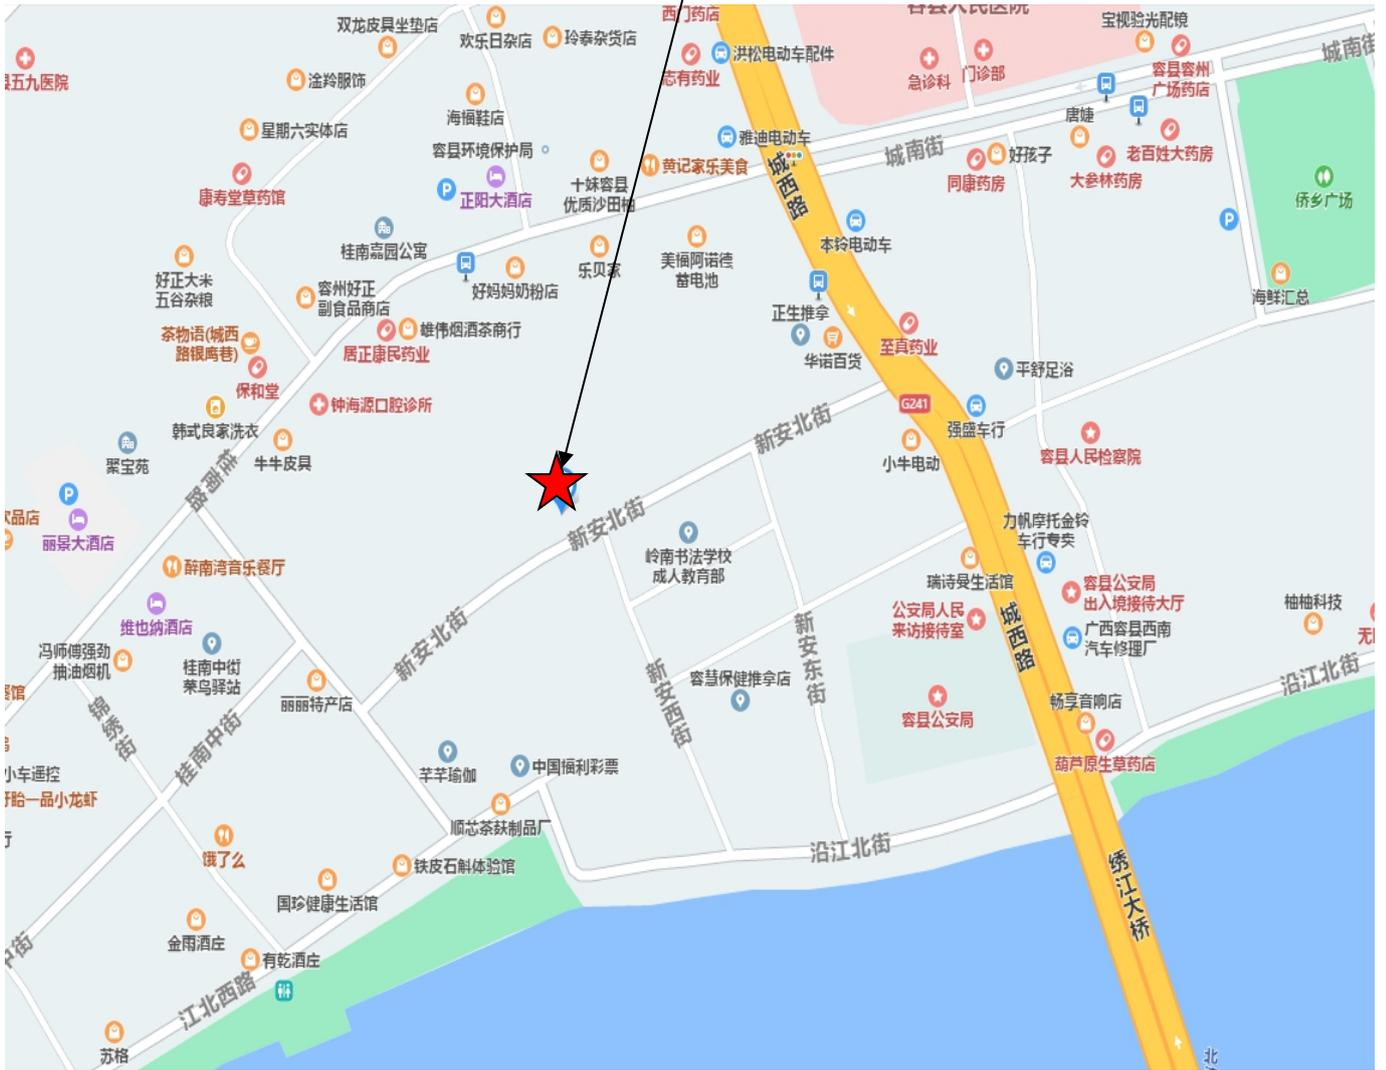 西门药店
双龙皮具坐垫店
欢乐日杂店
玲泰杂货店
洪松电动车配件
容县人民医院
宝视验光配镜
城南街
县五九医院
淦羚服饰
志有药业
急诊科
门诊部
容县容州
广场药店
海福鞋店
星期六实体店
唐婕
容县环境保护局
雅迪电动车
城南街
好孩子
老百姓大药房
黄记家乐美食
康寿堂草药馆
正阳大酒店
十妹容县
优质沙田柚
城西路
同康药房
大参林药房
侨乡广场
桂南嘉园公寓
本铃电动车
乐贝家
美福阿诺德
蓄电池
好正大米
五谷杂粮
容州好正
副食品商店
好妈妈奶粉店
海鲜汇总
正生推拿
茶物语(城西
路银鹰巷)
雄伟烟酒茶商行
居正康民药业
至真药业
华诺百货
平舒足浴
保和堂
钟海源口腔诊所
G241
韩式良家洗衣
新安北街
强盛车行
聚宝苑
牛牛皮具
小牛电动
容县人民检察院
饮品店
丽景大酒店
新安北街
岭南书法学校
成人教育部
力帆摩托金铃
车行专卖
醉南湾音乐餐厅
瑞诗曼生活馆
容县公安局
出入境接待大厅
维也纳酒店
公安局人民
来访接待室
城西路
柚柚科技
冯师傅强劲
抽油烟机
桂南中街
菜鸟驿站
新安北街
新安东街
广西容县西南
汽车修理厂
新安西街
容慧保健推拿店
沿江北街
丽丽特产店
锦绣街
桂南中街
容县公安局
畅享音响店
芊芊瑜伽
中国福利彩票
葫芦原生草药店
小车遥控
盱眙一品小龙虾
顺芯茶麸制品厂
沿江北街
饿了么
铁皮石斛体验馆
国珍健康生活馆
绣江大桥
金雨酒庄
有乾酒庄
中街
江北西路
苏格
北